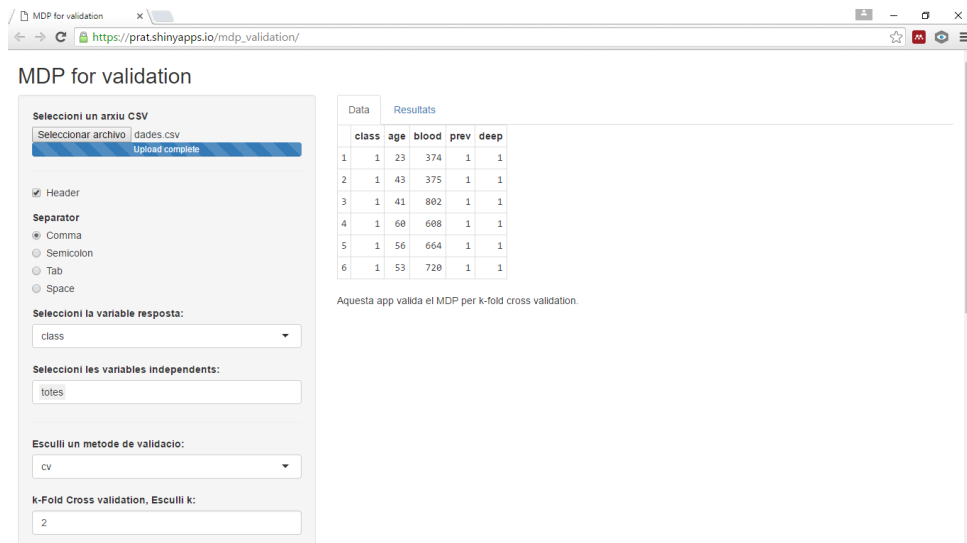 MDP for validation
https://prat.shinyapps.io/mdp_validation/
MDP for validation
Seleccioni un arxiu CSV
Seleccionar archivo dades.csv
Upload complete
Header
Separator
Comma
Semicolon
Tab
Space
Seleccioni la variable resposta:
class
Seleccioni les variables independents:
totes
Esculli un metode de validacio:
cv
k-Fold Cross validation, Esculli k:
2
Data Resultats
class age blood prev deep
1 1 23 374 1 1
2 1 43 375 1 1
3 1 41 802 1 1
4 1 60 608 1 1
5 1 56 664 1 1
6 1 53 720 1 1
Aquesta app valida el MDP per k-fold cross validation.